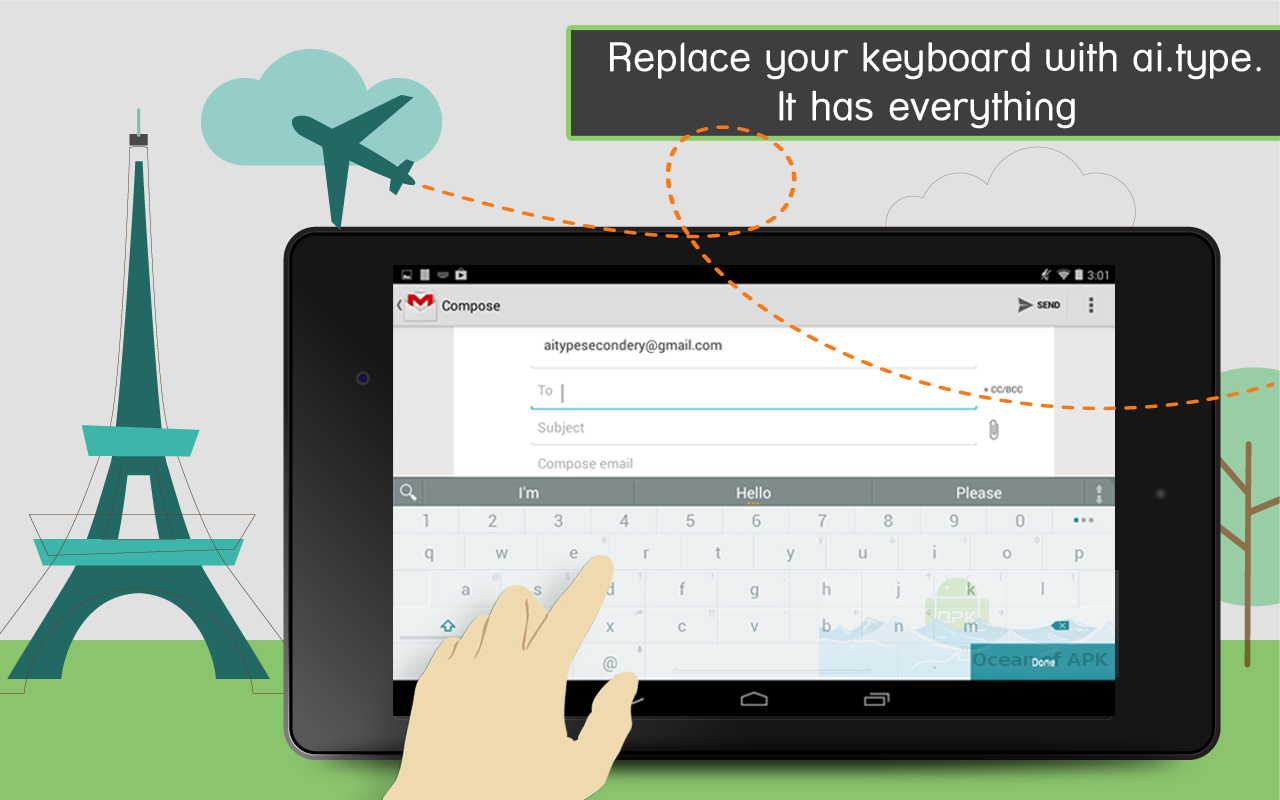 Replace your keyboard with ai.type.
It has everything
3:01
Compose
SEND
aitypesecondery@gmail.com
To
+ CC/BCC
Subject
Compose email
I'm Hello Please
1 2 3 4 5 6 7 8 9 0
q w e r t y u i o p
a s d f g h j k l
x c v b n m
APK
@ .
Done
Ocean of APK